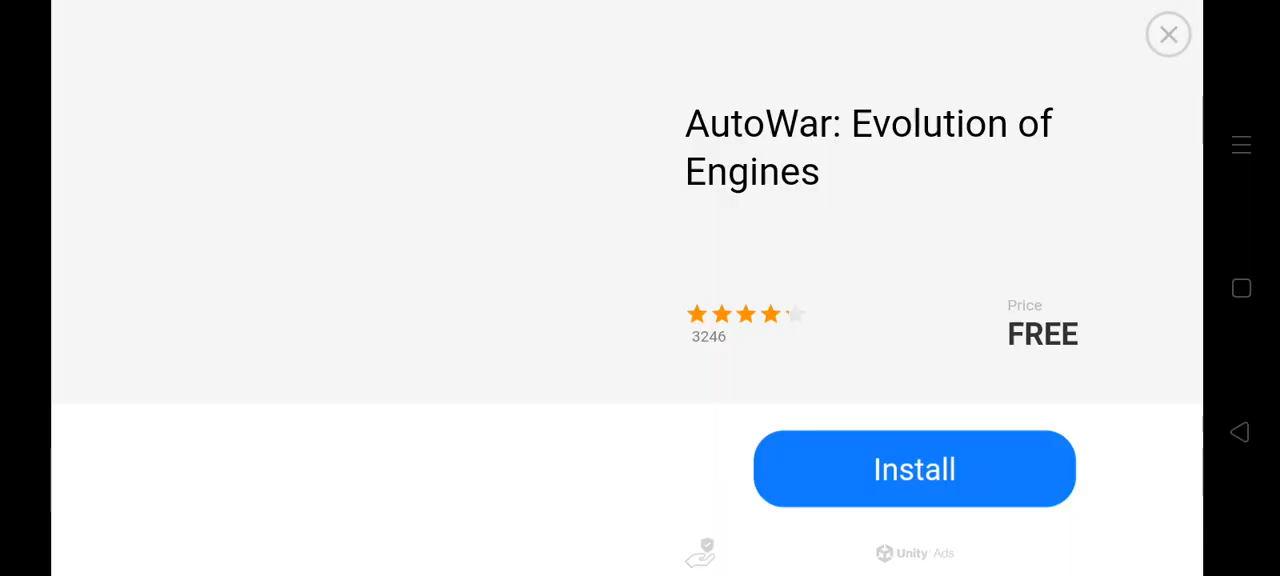 AutoWar: Evolution of
Engines
3246
Price
FREE
Install
Unity Ads